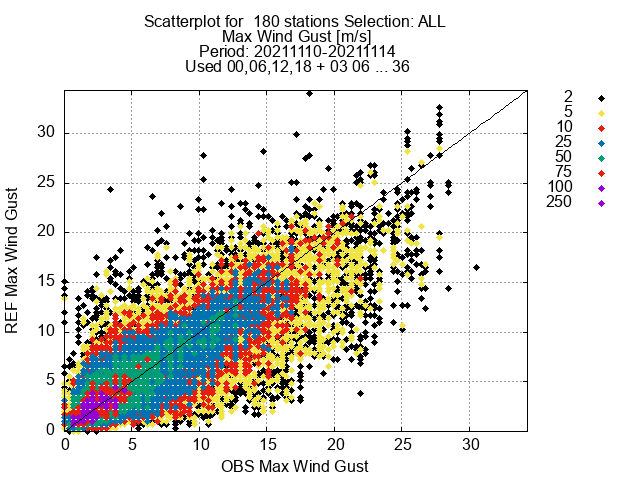 Scatterplot for  180 stations Selection: ALL
Max Wind Gust [m/s]
Period: 20211110-20211114
Used 00,06,12,18 + 03 06 ... 36
2
5
10
25
50
75
100
250
REF Max Wind Gust
30
25
20
15
10
5
0
0 5 10 15 20 25 30
OBS Max Wind Gust